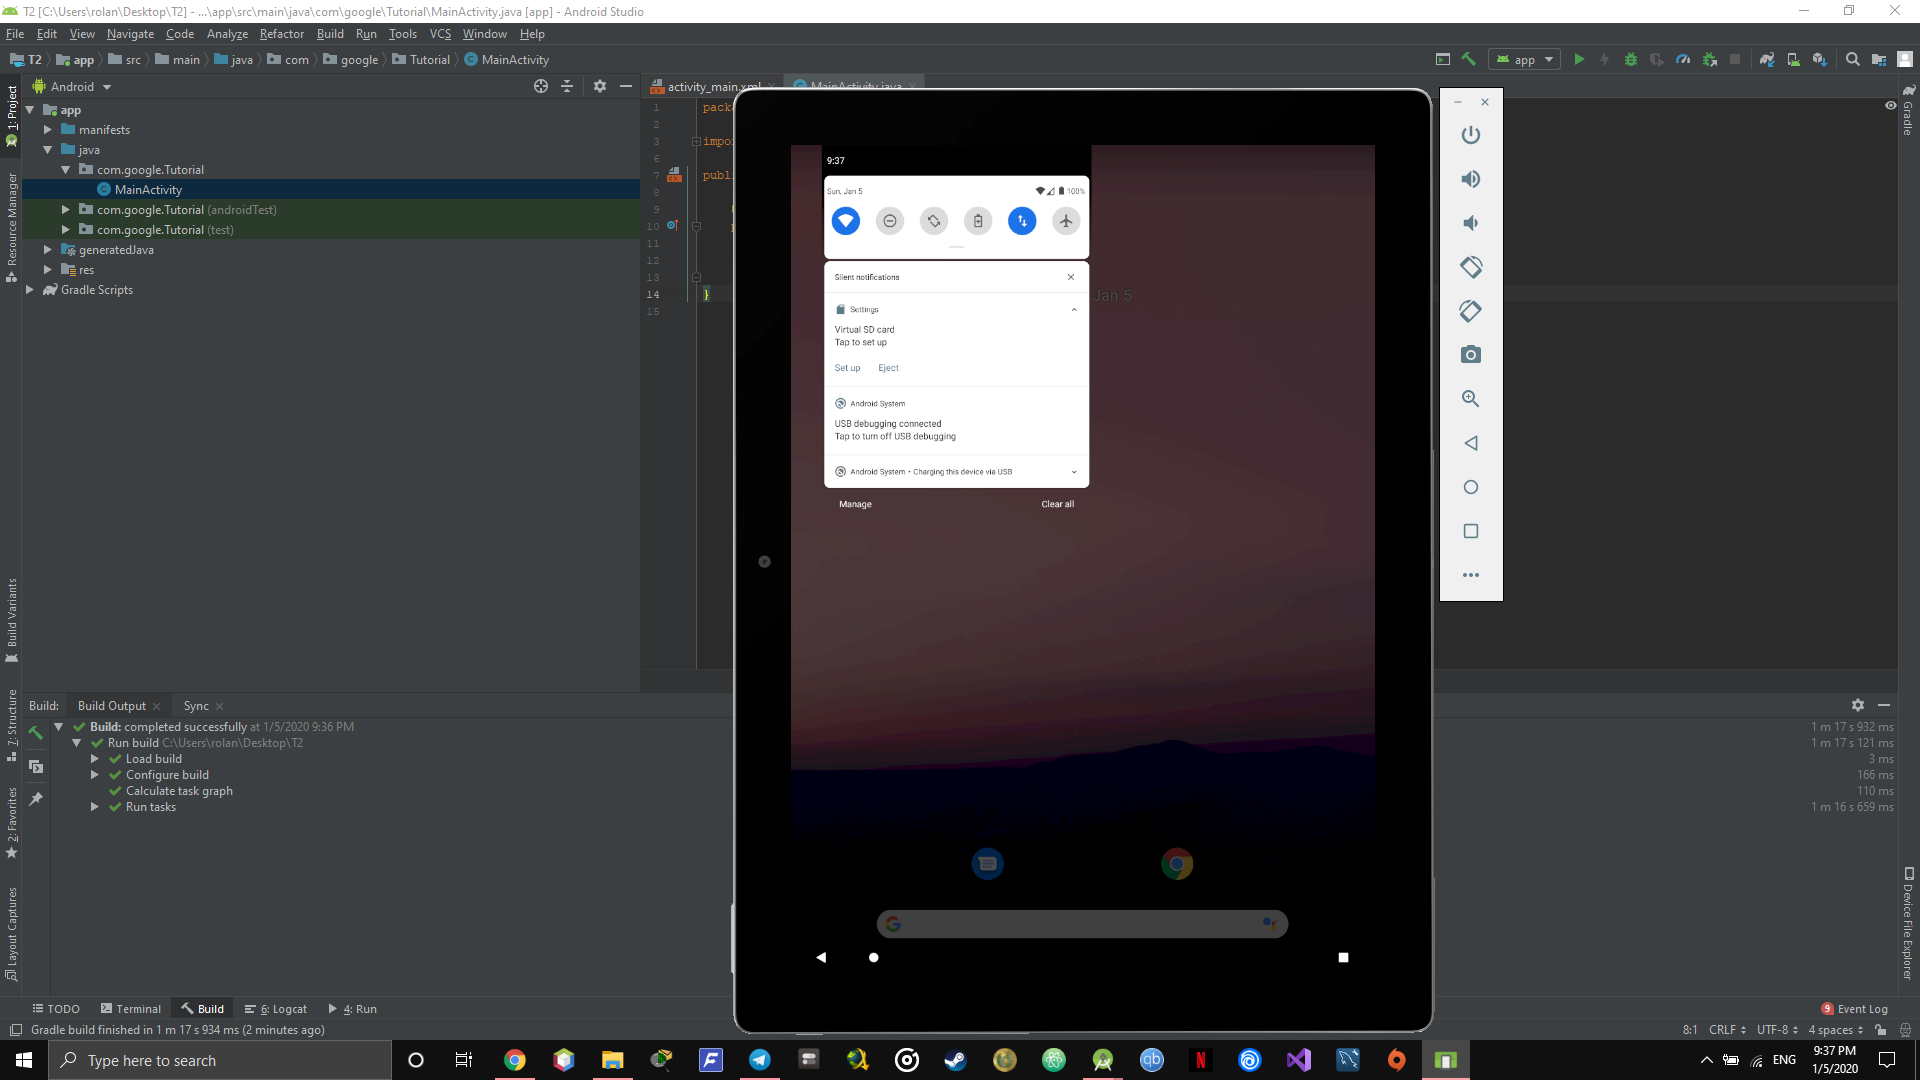 T2 [C:\Users\rolan\Desktop\T2] - ...\app\src\main\java\com\google\Tutorial\MainActivity.java [app] - Android Studio
File Edit View Navigate Code Analyze Refactor Build Run Tools VCS Window Help
T2 app src main java com google Tutorial MainActivity
app
Android
activity_main.xml MainActivity.java
1: Project
Resource Manager
Build Variants
7: Structure
2: Favorites
Layout Captures
Gradle
Device File Explorer
app
manifests
java
com.google.Tutorial
MainActivity
com.google.Tutorial (androidTest)
com.google.Tutorial (test)
generatedJava
res
Gradle Scripts
1 pack
2
3 impo
6
7 publ
8
9
10
11
12
13
14 }
15
9:37
Sun, Jan 5 100%
Silent notifications
Jan 5
Settings
Virtual SD card
Tap to set up
Set up Eject
Android System
USB debugging connected
Tap to turn off USB debugging
Android System • Charging this device via USB
Manage Clear all
Build: Build Output Sync
Build: completed successfully at 1/5/2020 9:36 PM 1 m 17 s 932 ms
Run build C:\Users\rolan\Desktop\T2 1 m 17 s 121 ms
Load build 3 ms
Configure build 166 ms
Calculate task graph 110 ms
Run tasks 1 m 16 s 659 ms
TODO Terminal Build 6: Logcat 4: Run 9 Event Log
Gradle build finished in 1 m 17 s 934 ms (2 minutes ago) 8:1 CRLF UTF-8 4 spaces
Type here to search
ENG
9:37 PM
1/5/2020